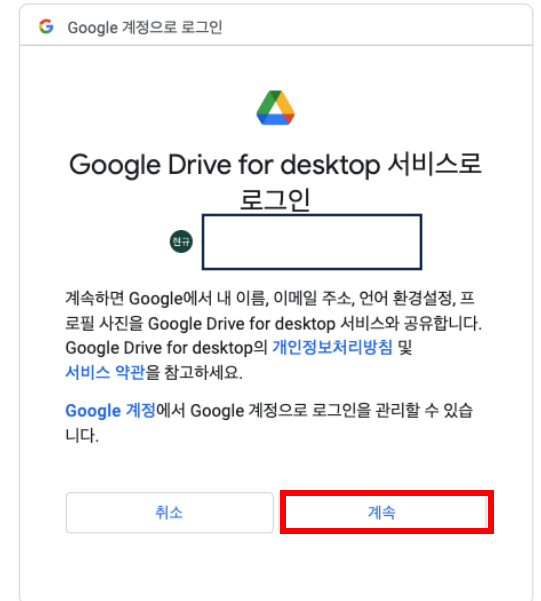 Google 계정으로 로그인
Google Drive for desktop 서비스로
로그인
현규
계속하면 Google에서 내 이름, 이메일 주소, 언어 환경설정, 프
로필 사진을 Google Drive for desktop 서비스와 공유합니다.
Google Drive for desktop의 개인정보처리방침 및
서비스 약관을 참고하세요.
Google 계정에서 Google 계정으로 로그인을 관리할 수 있습
니다.
취소 계속